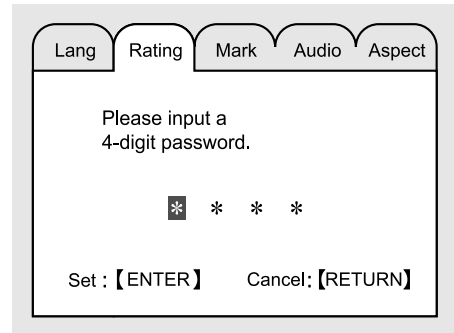 Lang Rating Mark Audio Aspect
Please input a
4-digit password.
* * * *
Set :【ENTER】 Cancel:【RETURN】